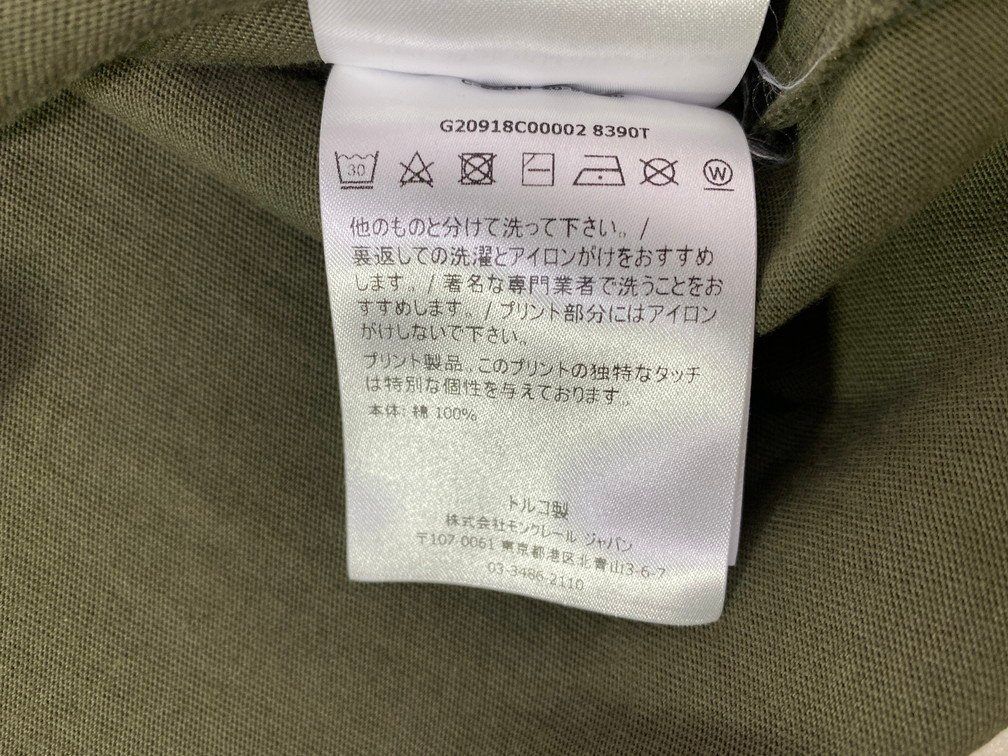 G20918C00002 8390T
30
W
他のものと分けて洗って下さい。/
裏返しての洗濯とアイロンがけをおすすめ
します。/ 著名な専門業者で洗うことをお
すすめします。/ プリント部分にはアイロン
がけしないで下さい。
プリント製品。このプリントの独特なタッチ
は特別な個性を与えております。
本体: 綿 100%
トルコ製
株式会社モンクレール ジャパン
〒107-0061 東京都港区北青山3-6-7
03-3486-2110